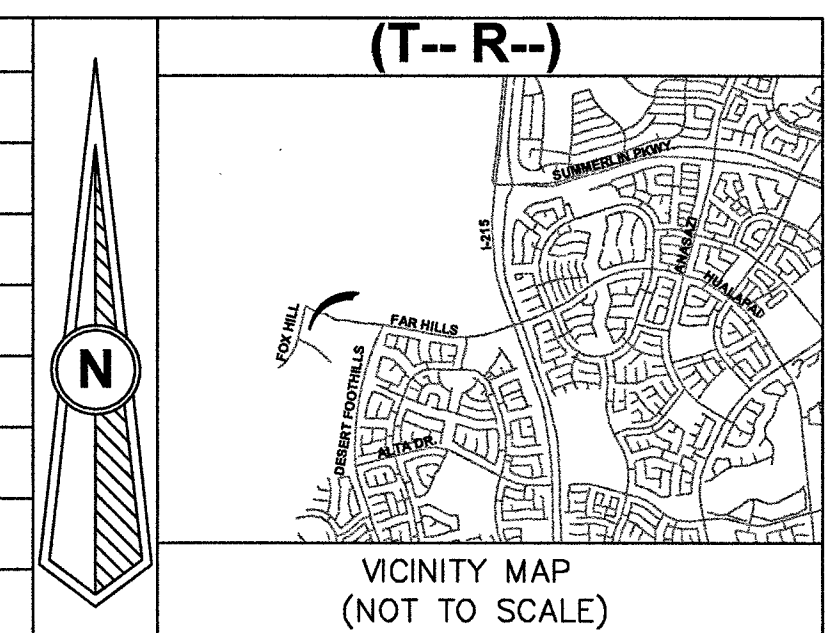 (T-- R--)
SUMMERLIN PKWY.
I-215
ANASAZI
HUALAPAI
FOX HILL
FAR HILLS
DESERT FOOTHILLS
ALTA DR.
N
VICINITY MAP
(NOT TO SCALE)